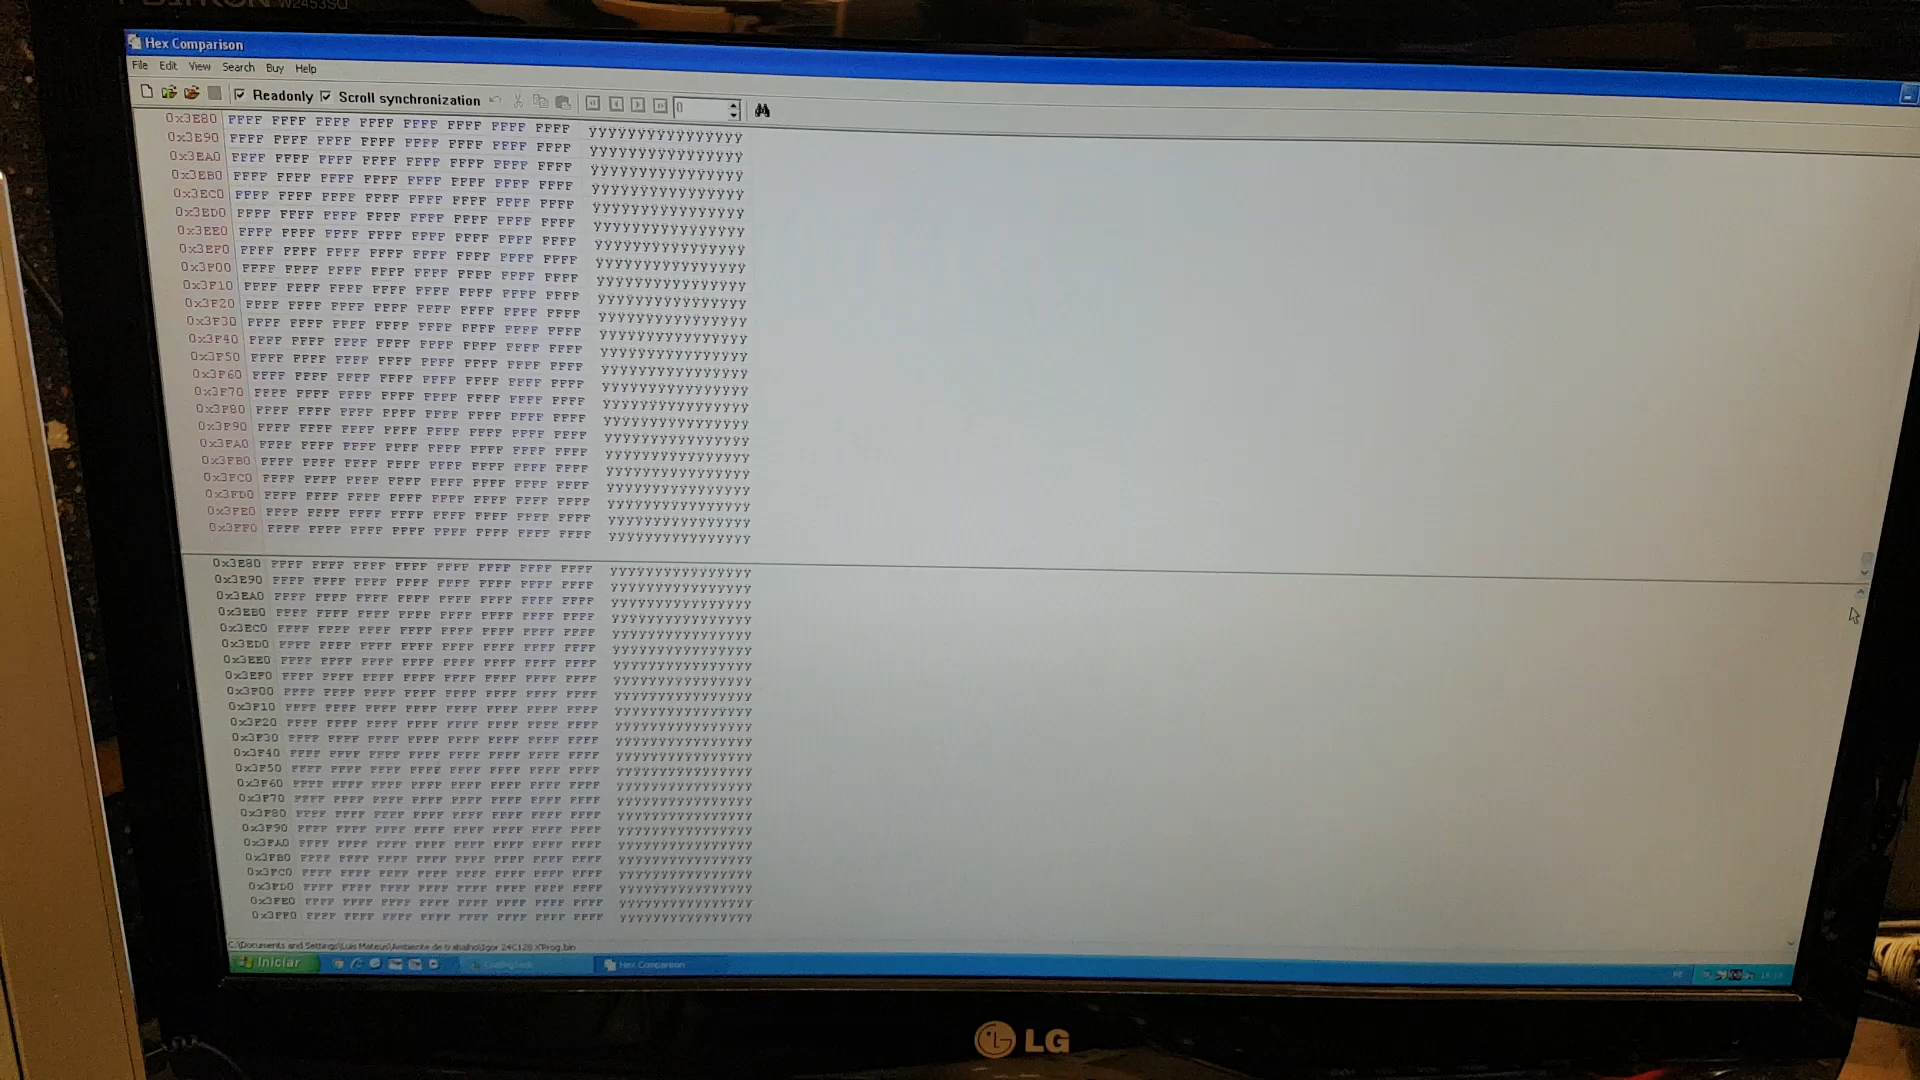 W2453SQ
Hex Comparison
File Edit View Search Buy Help
Readonly Scroll synchronization 0
0x3E80 FFFF FFFF FFFF FFFF FFFF FFFF FFFF FFFF ÿÿÿÿÿÿÿÿÿÿÿÿÿÿÿÿ
0x3E90 FFFF FFFF FFFF FFFF FFFF FFFF FFFF FFFF ÿÿÿÿÿÿÿÿÿÿÿÿÿÿÿÿ
0x3EA0 FFFF FFFF FFFF FFFF FFFF FFFF FFFF FFFF ÿÿÿÿÿÿÿÿÿÿÿÿÿÿÿÿ
0x3EB0 FFFF FFFF FFFF FFFF FFFF FFFF FFFF FFFF ÿÿÿÿÿÿÿÿÿÿÿÿÿÿÿÿ
0x3EC0 FFFF FFFF FFFF FFFF FFFF FFFF FFFF FFFF ÿÿÿÿÿÿÿÿÿÿÿÿÿÿÿÿ
0x3ED0 FFFF FFFF FFFF FFFF FFFF FFFF FFFF FFFF ÿÿÿÿÿÿÿÿÿÿÿÿÿÿÿÿ
0x3EE0 FFFF FFFF FFFF FFFF FFFF FFFF FFFF FFFF ÿÿÿÿÿÿÿÿÿÿÿÿÿÿÿÿ
0x3EF0 FFFF FFFF FFFF FFFF FFFF FFFF FFFF FFFF ÿÿÿÿÿÿÿÿÿÿÿÿÿÿÿÿ
0x3F00 FFFF FFFF FFFF FFFF FFFF FFFF FFFF FFFF ÿÿÿÿÿÿÿÿÿÿÿÿÿÿÿÿ
0x3F10 FFFF FFFF FFFF FFFF FFFF FFFF FFFF FFFF ÿÿÿÿÿÿÿÿÿÿÿÿÿÿÿÿ
0x3F20 FFFF FFFF FFFF FFFF FFFF FFFF FFFF FFFF ÿÿÿÿÿÿÿÿÿÿÿÿÿÿÿÿ
0x3F30 FFFF FFFF FFFF FFFF FFFF FFFF FFFF FFFF ÿÿÿÿÿÿÿÿÿÿÿÿÿÿÿÿ
0x3F40 FFFF FFFF FFFF FFFF FFFF FFFF FFFF FFFF ÿÿÿÿÿÿÿÿÿÿÿÿÿÿÿÿ
0x3F50 FFFF FFFF FFFF FFFF FFFF FFFF FFFF FFFF ÿÿÿÿÿÿÿÿÿÿÿÿÿÿÿÿ
0x3F60 FFFF FFFF FFFF FFFF FFFF FFFF FFFF FFFF ÿÿÿÿÿÿÿÿÿÿÿÿÿÿÿÿ
0x3F70 FFFF FFFF FFFF FFFF FFFF FFFF FFFF FFFF ÿÿÿÿÿÿÿÿÿÿÿÿÿÿÿÿ
0x3F80 FFFF FFFF FFFF FFFF FFFF FFFF FFFF FFFF ÿÿÿÿÿÿÿÿÿÿÿÿÿÿÿÿ
0x3F90 FFFF FFFF FFFF FFFF FFFF FFFF FFFF FFFF ÿÿÿÿÿÿÿÿÿÿÿÿÿÿÿÿ
0x3FA0 FFFF FFFF FFFF FFFF FFFF FFFF FFFF FFFF ÿÿÿÿÿÿÿÿÿÿÿÿÿÿÿÿ
0x3FB0 FFFF FFFF FFFF FFFF FFFF FFFF FFFF FFFF ÿÿÿÿÿÿÿÿÿÿÿÿÿÿÿÿ
0x3FC0 FFFF FFFF FFFF FFFF FFFF FFFF FFFF FFFF ÿÿÿÿÿÿÿÿÿÿÿÿÿÿÿÿ
0x3FD0 FFFF FFFF FFFF FFFF FFFF FFFF FFFF FFFF ÿÿÿÿÿÿÿÿÿÿÿÿÿÿÿÿ
0x3FE0 FFFF FFFF FFFF FFFF FFFF FFFF FFFF FFFF ÿÿÿÿÿÿÿÿÿÿÿÿÿÿÿÿ
0x3FF0 FFFF FFFF FFFF FFFF FFFF FFFF FFFF FFFF ÿÿÿÿÿÿÿÿÿÿÿÿÿÿÿÿ
0x3E80 FFFF FFFF FFFF FFFF FFFF FFFF FFFF FFFF ÿÿÿÿÿÿÿÿÿÿÿÿÿÿÿÿ
0x3E90 FFFF FFFF FFFF FFFF FFFF FFFF FFFF FFFF ÿÿÿÿÿÿÿÿÿÿÿÿÿÿÿÿ
0x3EA0 FFFF FFFF FFFF FFFF FFFF FFFF FFFF FFFF ÿÿÿÿÿÿÿÿÿÿÿÿÿÿÿÿ
0x3EB0 FFFF FFFF FFFF FFFF FFFF FFFF FFFF FFFF ÿÿÿÿÿÿÿÿÿÿÿÿÿÿÿÿ
0x3EC0 FFFF FFFF FFFF FFFF FFFF FFFF FFFF FFFF ÿÿÿÿÿÿÿÿÿÿÿÿÿÿÿÿ
0x3ED0 FFFF FFFF FFFF FFFF FFFF FFFF FFFF FFFF ÿÿÿÿÿÿÿÿÿÿÿÿÿÿÿÿ
0x3EE0 FFFF FFFF FFFF FFFF FFFF FFFF FFFF FFFF ÿÿÿÿÿÿÿÿÿÿÿÿÿÿÿÿ
0x3EF0 FFFF FFFF FFFF FFFF FFFF FFFF FFFF FFFF ÿÿÿÿÿÿÿÿÿÿÿÿÿÿÿÿ
0x3F00 FFFF FFFF FFFF FFFF FFFF FFFF FFFF FFFF ÿÿÿÿÿÿÿÿÿÿÿÿÿÿÿÿ
0x3F10 FFFF FFFF FFFF FFFF FFFF FFFF FFFF FFFF ÿÿÿÿÿÿÿÿÿÿÿÿÿÿÿÿ
0x3F20 FFFF FFFF FFFF FFFF FFFF FFFF FFFF FFFF ÿÿÿÿÿÿÿÿÿÿÿÿÿÿÿÿ
0x3F30 FFFF FFFF FFFF FFFF FFFF FFFF FFFF FFFF ÿÿÿÿÿÿÿÿÿÿÿÿÿÿÿÿ
0x3F40 FFFF FFFF FFFF FFFF FFFF FFFF FFFF FFFF ÿÿÿÿÿÿÿÿÿÿÿÿÿÿÿÿ
0x3F50 FFFF FFFF FFFF FFFF FFFF FFFF FFFF FFFF ÿÿÿÿÿÿÿÿÿÿÿÿÿÿÿÿ
0x3F60 FFFF FFFF FFFF FFFF FFFF FFFF FFFF FFFF ÿÿÿÿÿÿÿÿÿÿÿÿÿÿÿÿ
0x3F70 FFFF FFFF FFFF FFFF FFFF FFFF FFFF FFFF ÿÿÿÿÿÿÿÿÿÿÿÿÿÿÿÿ
0x3F80 FFFF FFFF FFFF FFFF FFFF FFFF FFFF FFFF ÿÿÿÿÿÿÿÿÿÿÿÿÿÿÿÿ
0x3F90 FFFF FFFF FFFF FFFF FFFF FFFF FFFF FFFF ÿÿÿÿÿÿÿÿÿÿÿÿÿÿÿÿ
0x3FA0 FFFF FFFF FFFF FFFF FFFF FFFF FFFF FFFF ÿÿÿÿÿÿÿÿÿÿÿÿÿÿÿÿ
0x3FB0 FFFF FFFF FFFF FFFF FFFF FFFF FFFF FFFF ÿÿÿÿÿÿÿÿÿÿÿÿÿÿÿÿ
0x3FC0 FFFF FFFF FFFF FFFF FFFF FFFF FFFF FFFF ÿÿÿÿÿÿÿÿÿÿÿÿÿÿÿÿ
0x3FD0 FFFF FFFF FFFF FFFF FFFF FFFF FFFF FFFF ÿÿÿÿÿÿÿÿÿÿÿÿÿÿÿÿ
0x3FE0 FFFF FFFF FFFF FFFF FFFF FFFF FFFF FFFF ÿÿÿÿÿÿÿÿÿÿÿÿÿÿÿÿ
0x3FF0 FFFF FFFF FFFF FFFF FFFF FFFF FFFF FFFF ÿÿÿÿÿÿÿÿÿÿÿÿÿÿÿÿ
C:\Documents and Settings\Luis Mateus\Ambiente de trabalho\Igor 24C128 XProg.bin
Iniciar Hex Comparison
LG